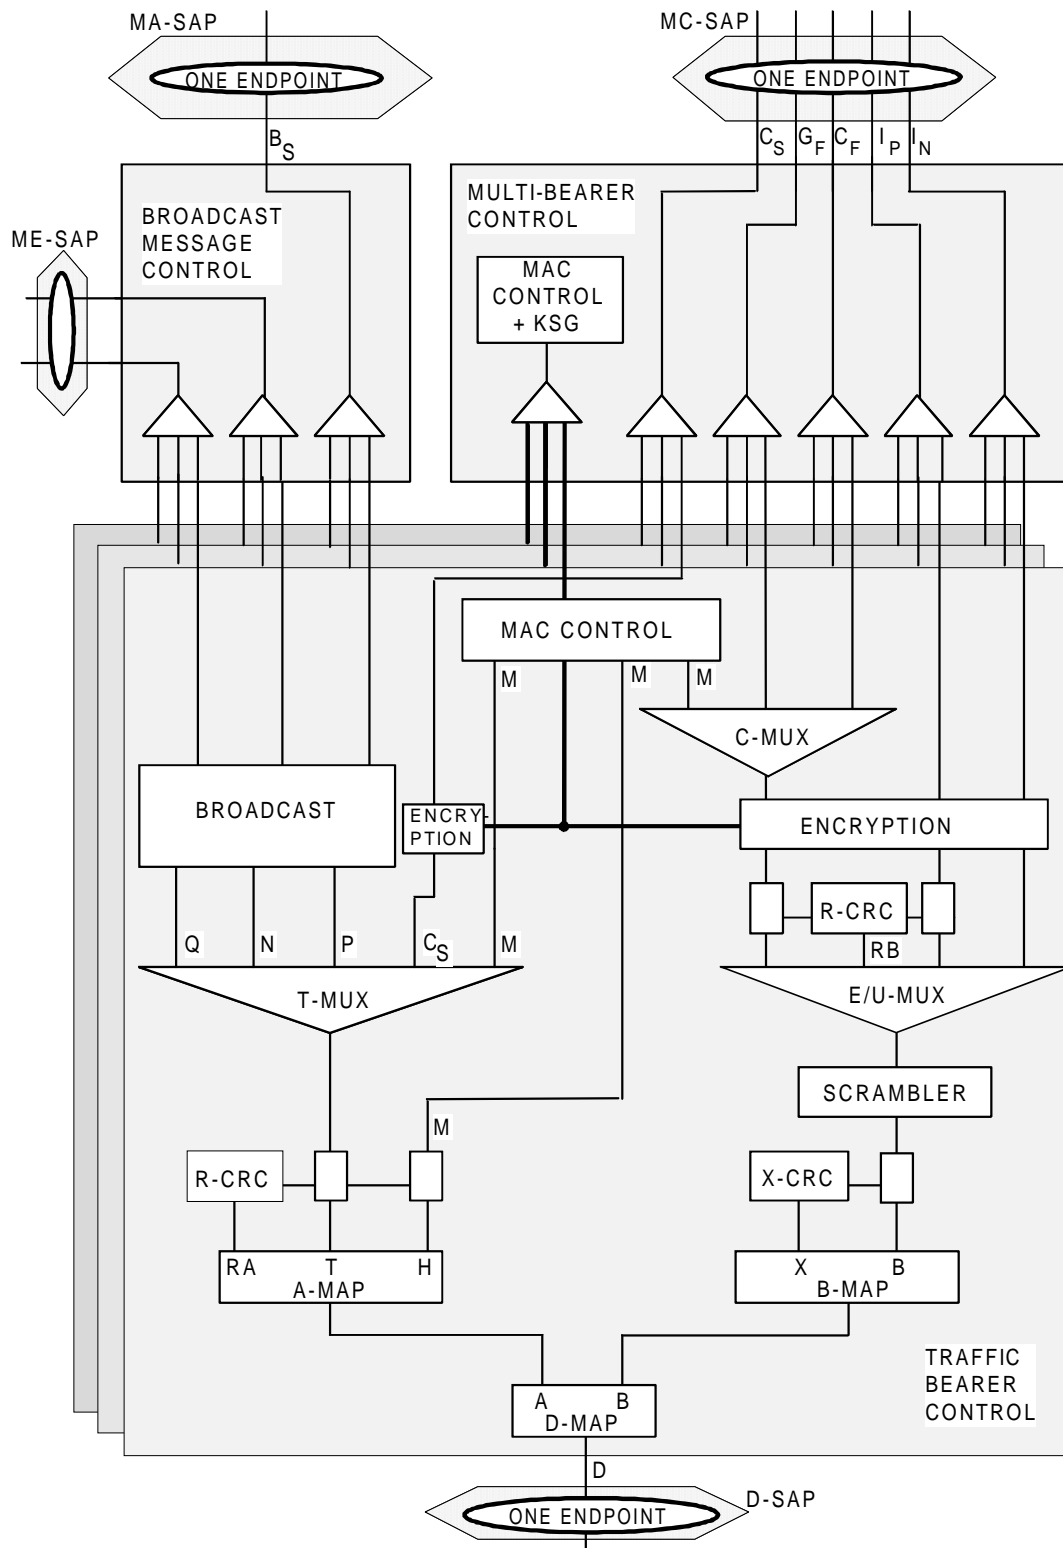 MA-SAP
MC-SAP
ONE ENDPOINT
ONE ENDPOINT
BS
CS GF CF IP IN
BROADCAST
MESSAGE
CONTROL
MULTI-BEARER
CONTROL
ME-SAP
MAC
CONTROL
+ KSG
MAC CONTROL
M
M
M
C-MUX
BROADCAST
ENCRY-
PTION
ENCRYPTION
R-CRC
Q N P CS M
RB
T-MUX
E/U-MUX
SCRAMBLER
M
R-CRC
X-CRC
RA T H
A-MAP
X B
B-MAP
TRAFFIC
BEARER
CONTROL
A B
D-MAP
D
D-SAP
ONE ENDPOINT